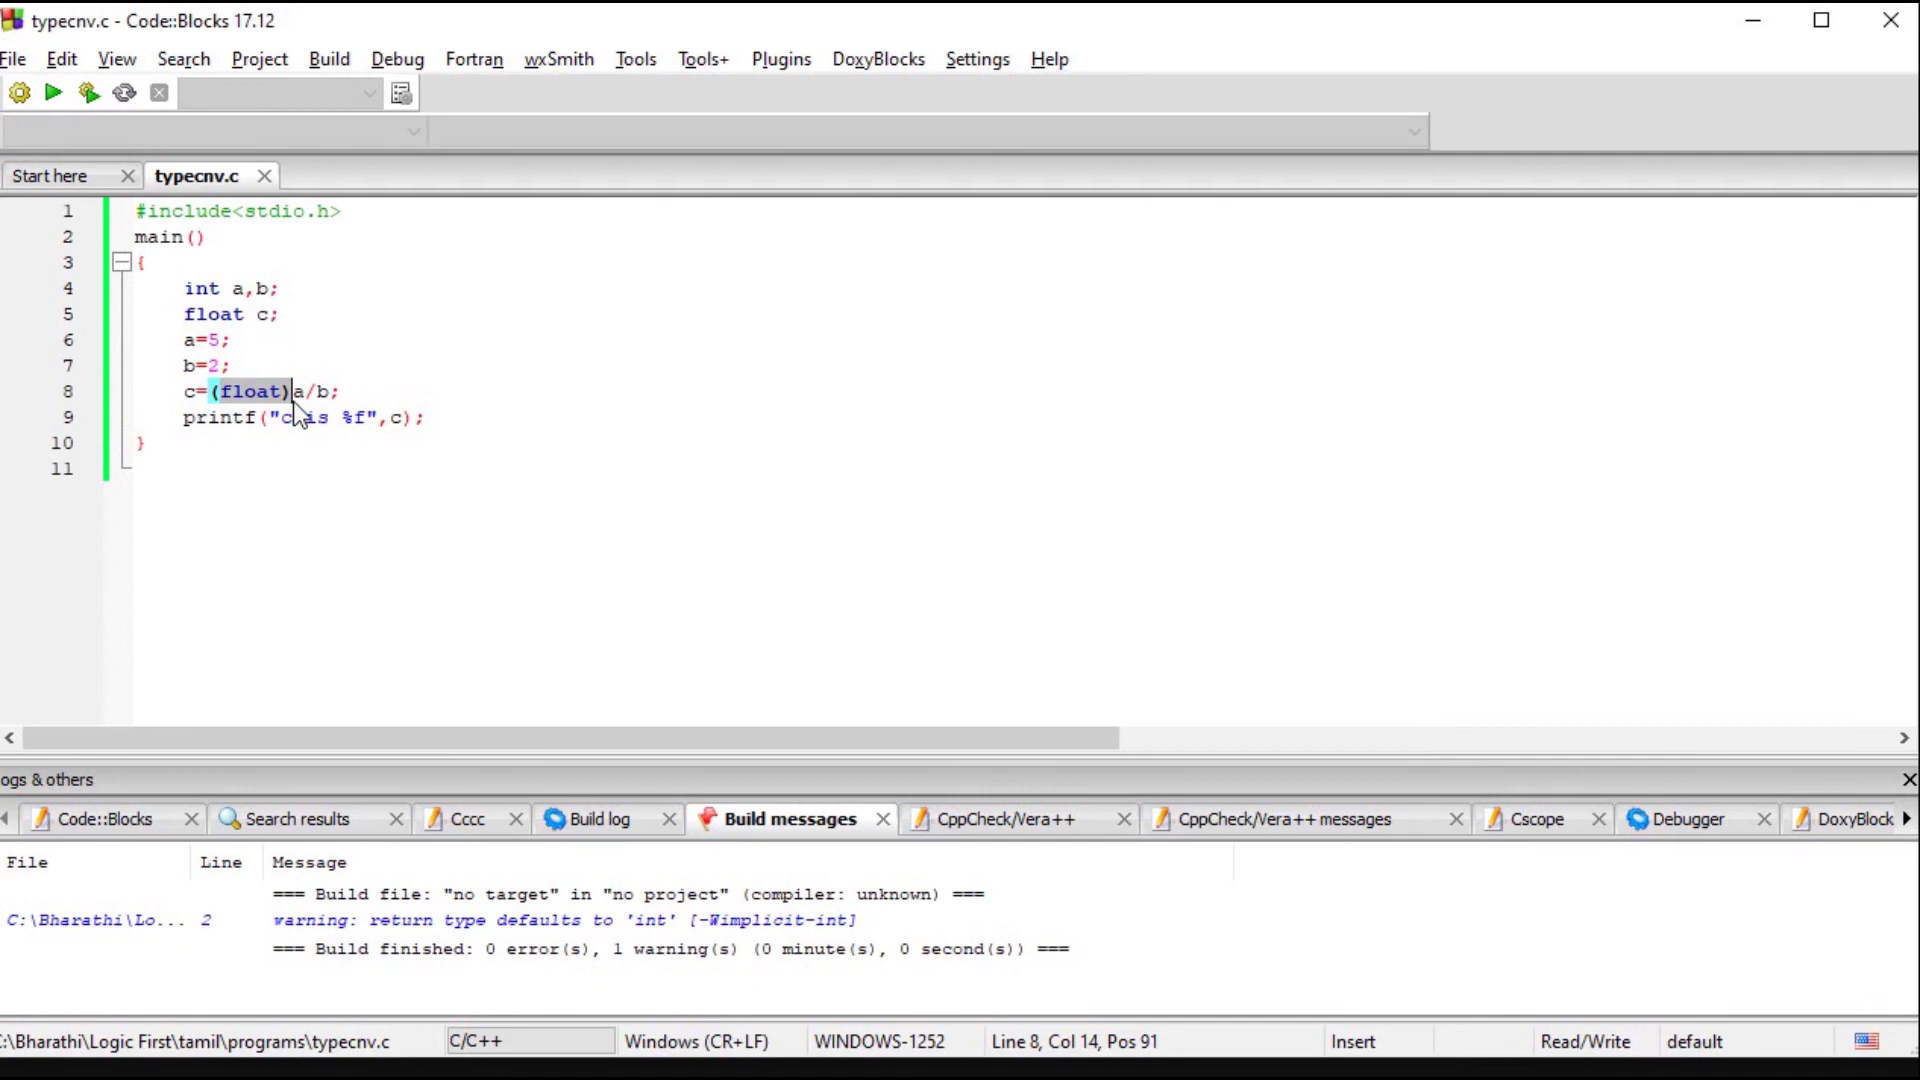 typecnv.c - Code::Blocks 17.12
File Edit View Search Project Build Debug Fortran wxSmith Tools Tools+ Plugins DoxyBlocks Settings Help
Start here typecnv.c
1 #include<stdio.h>
2 main()
3 {
4 int a,b;
5 float c;
6 a=5;
7 b=2;
8 c=(float)a/b;
9 printf("c is %f",c);
10 }
11
ogs & others
Code::Blocks Search results Cccc Build log Build messages CppCheck/Vera++ CppCheck/Vera++ messages Cscope Debugger DoxyBlock
File Line Message
=== Build file: "no target" in "no project" (compiler: unknown) ===
C:\Bharathi\Lo... 2 warning: return type defaults to 'int' [-Wimplicit-int]
=== Build finished: 0 error(s), 1 warning(s) (0 minute(s), 0 second(s)) ===
:\Bharathi\Logic First\tamil\programs\typecnv.c C/C++ Windows (CR+LF) WINDOWS-1252 Line 8, Col 14, Pos 91 Insert Read/Write default